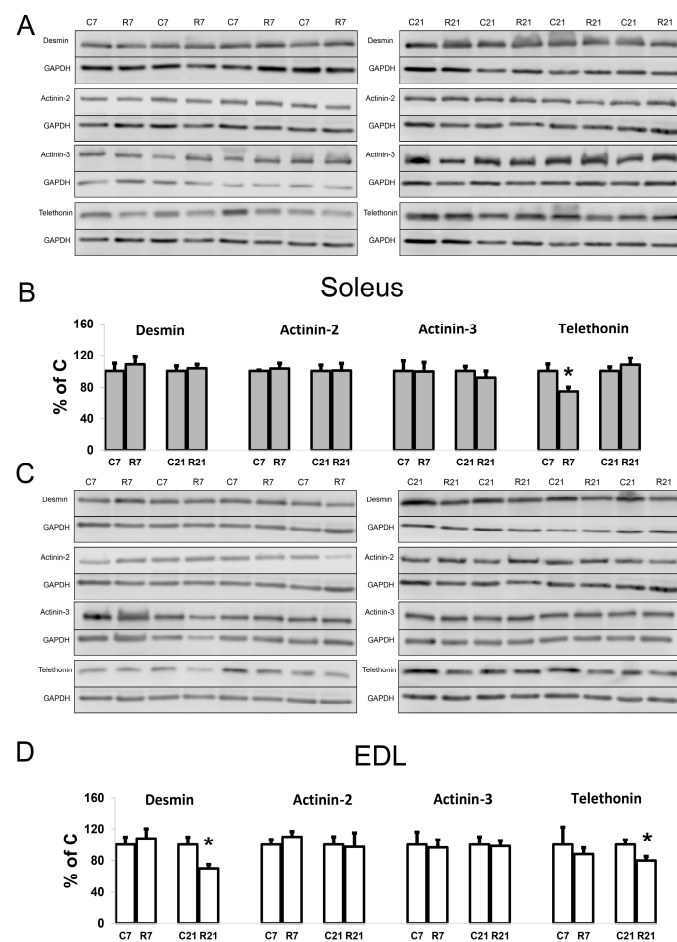 A
C7 R7 C7 R7 C7 R7 C7 R7
C21 R21 C21 R21 C21 R21 C21 R21
Desmin
GAPDH
Actinin-2
GAPDH
Actinin-3
GAPDH
Telethonin
GAPDH
Desmin
GAPDH
Actinin-2
GAPDH
Actinin-3
GAPDH
Telethonin
GAPDH
B
Soleus
% of C
160
120
80
40
0
Desmin Actinin-2 Actinin-3 Telethonin
*
C7 R7 C21 R21 C7 R7 C21 R21 C7 R7 C21 R21 C7 R7 C21 R21
C
C7 R7 C7 R7 C7 R7 C7 R7
C21 R21 C21 R21 C21 R21 C21 R21
Desmin
GAPDH
Actinin-2
GAPDH
Actinin-3
GAPDH
Telethonin
GAPDH
Desmin
GAPDH
Actinin-2
GAPDH
Actinin-3
GAPDH
Telethonin
GAPDH
D
EDL
% of C
160
120
80
40
0
Desmin Actinin-2 Actinin-3 Telethonin
* *
C7 R7 C21 R21 C7 R7 C21 R21 C7 R7 C21 R21 C7 R7 C21 R21